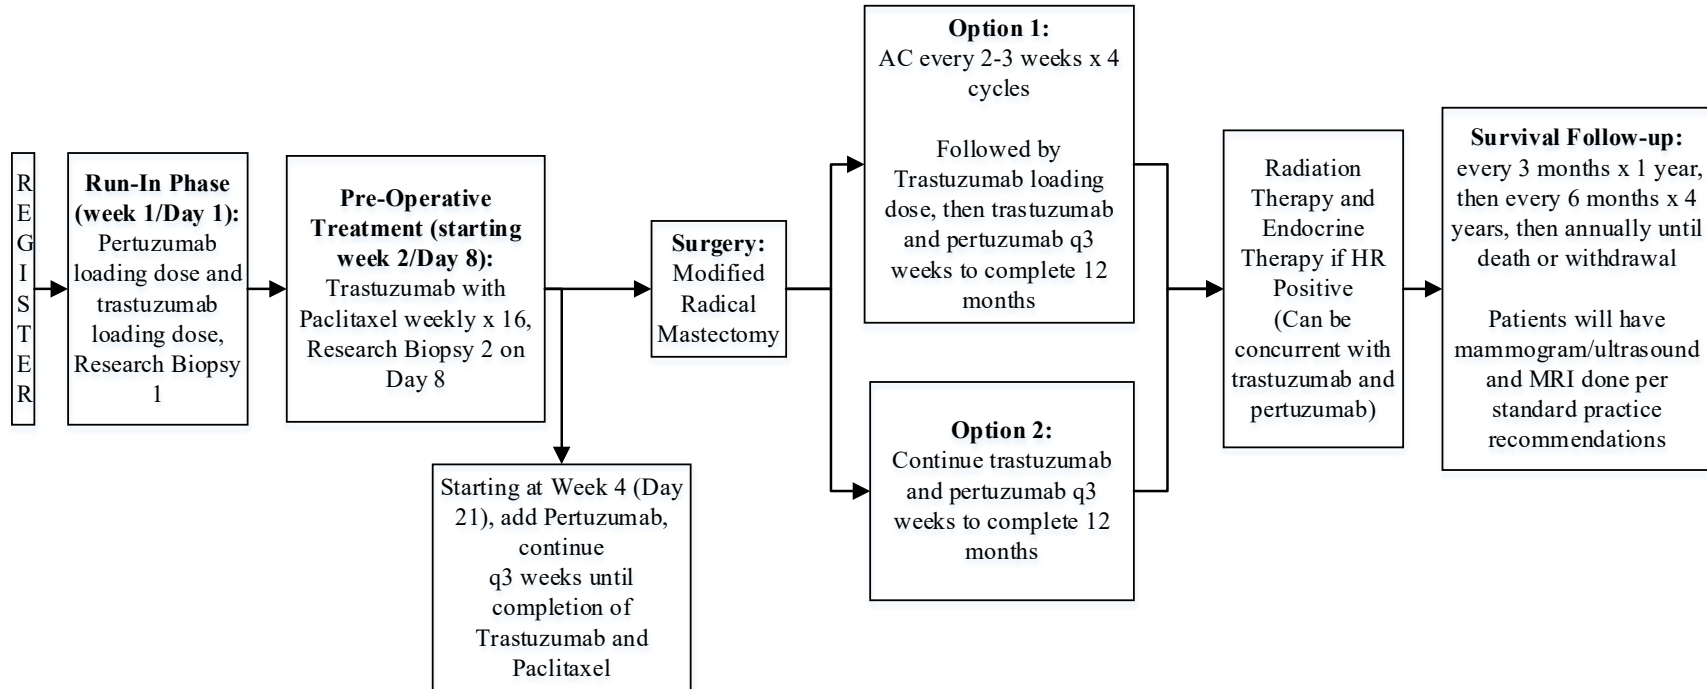 R
E
G
I
S
T
E
R
Run-In Phase
(week 1/Day 1):
Pertuzumab
loading dose and
trastuzumab
loading dose,
Research Biopsy
1
Pre-Operative
Treatment (starting
week 2/Day 8):
Trastuzumab with
Paclitaxel weekly x 16,
Research Biopsy 2 on
Day 8
Starting at Week 4 (Day
21), add Pertuzumab,
continue
q3 weeks until
completion of
Trastuzumab and
Paclitaxel
Surgery:
Modified
Radical
Mastectomy
Option 1:
AC every 2-3 weeks x 4
cycles
Followed by
Trastuzumab loading
dose, then trastuzumab
and pertuzumab q3
weeks to complete 12
months
Option 2:
Continue trastuzumab
and pertuzumab q3
weeks to complete 12
months
Radiation
Therapy and
Endocrine
Therapy if HR
Positive
(Can be
concurrent with
trastuzumab and
pertuzumab)
Survival Follow-up:
every 3 months x 1 year,
then every 6 months x 4
years, then annually until
death or withdrawal
Patients will have
mammogram/ultrasound
and MRI done per
standard practice
recommendations